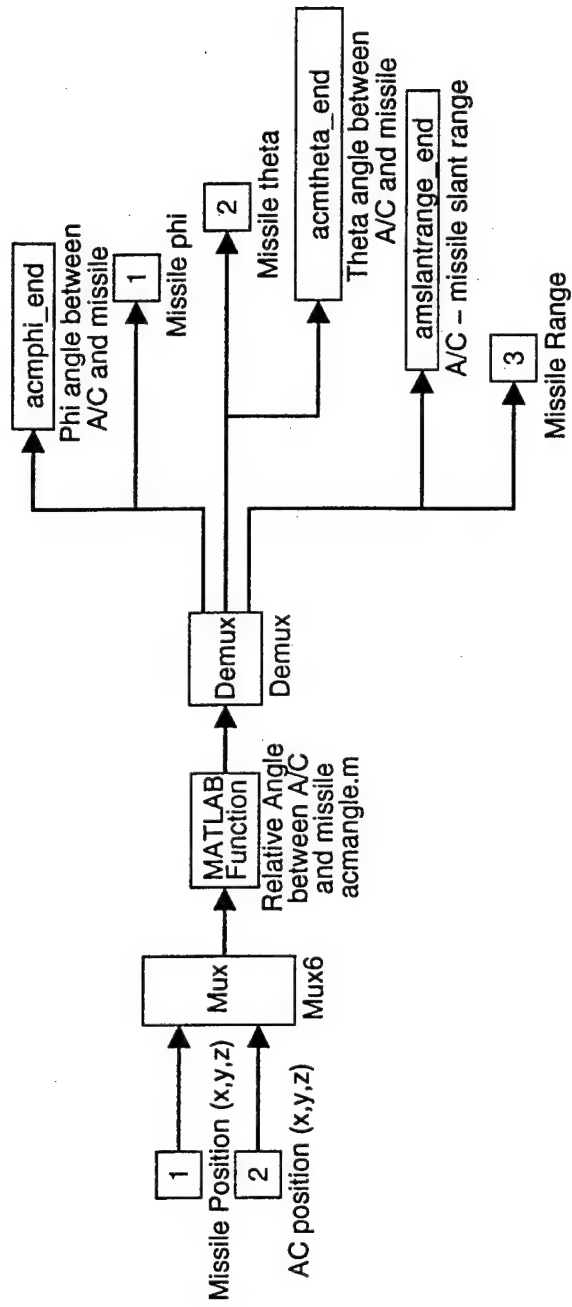 1
Missile Position (x,y,z)
2
AC position (x,y,z)
Mux
Mux6
MATLAB
Function
Relative Angle
between A/C
and missile
acmangle.m
Demux
Demux
acmphi_end
Phi angle between
A/C and missile
1
Missile phi
2
Missile theta
acmtheta_end
Theta angle between
A/C and missile
amslantrange_end
A/C – missile slant range
3
Missile Range